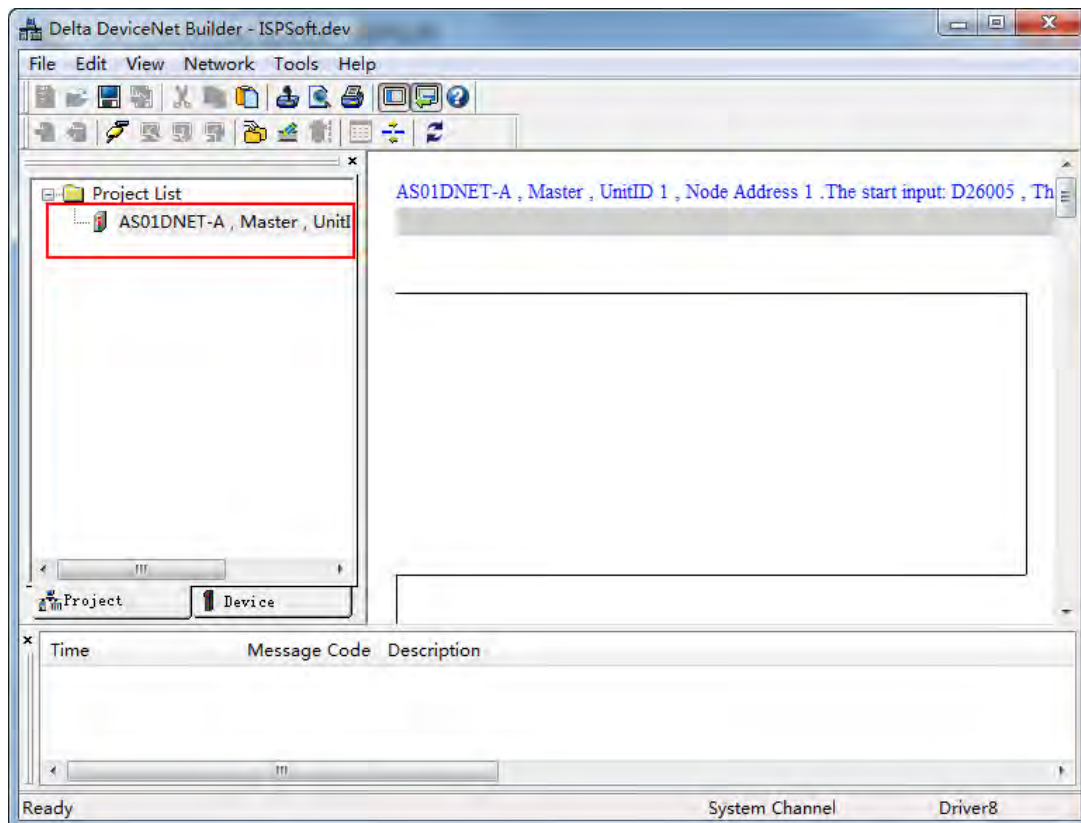 Delta DeviceNet Builder - ISPSoft.dev
File Edit View Network Tools Help
Project List
AS01DNET-A , Master , UnitI
AS01DNET-A , Master , UnitID 1 , Node Address 1 .The start input: D26005 , Th
Project Device
Time Message Code Description
Ready System Channel Driver8